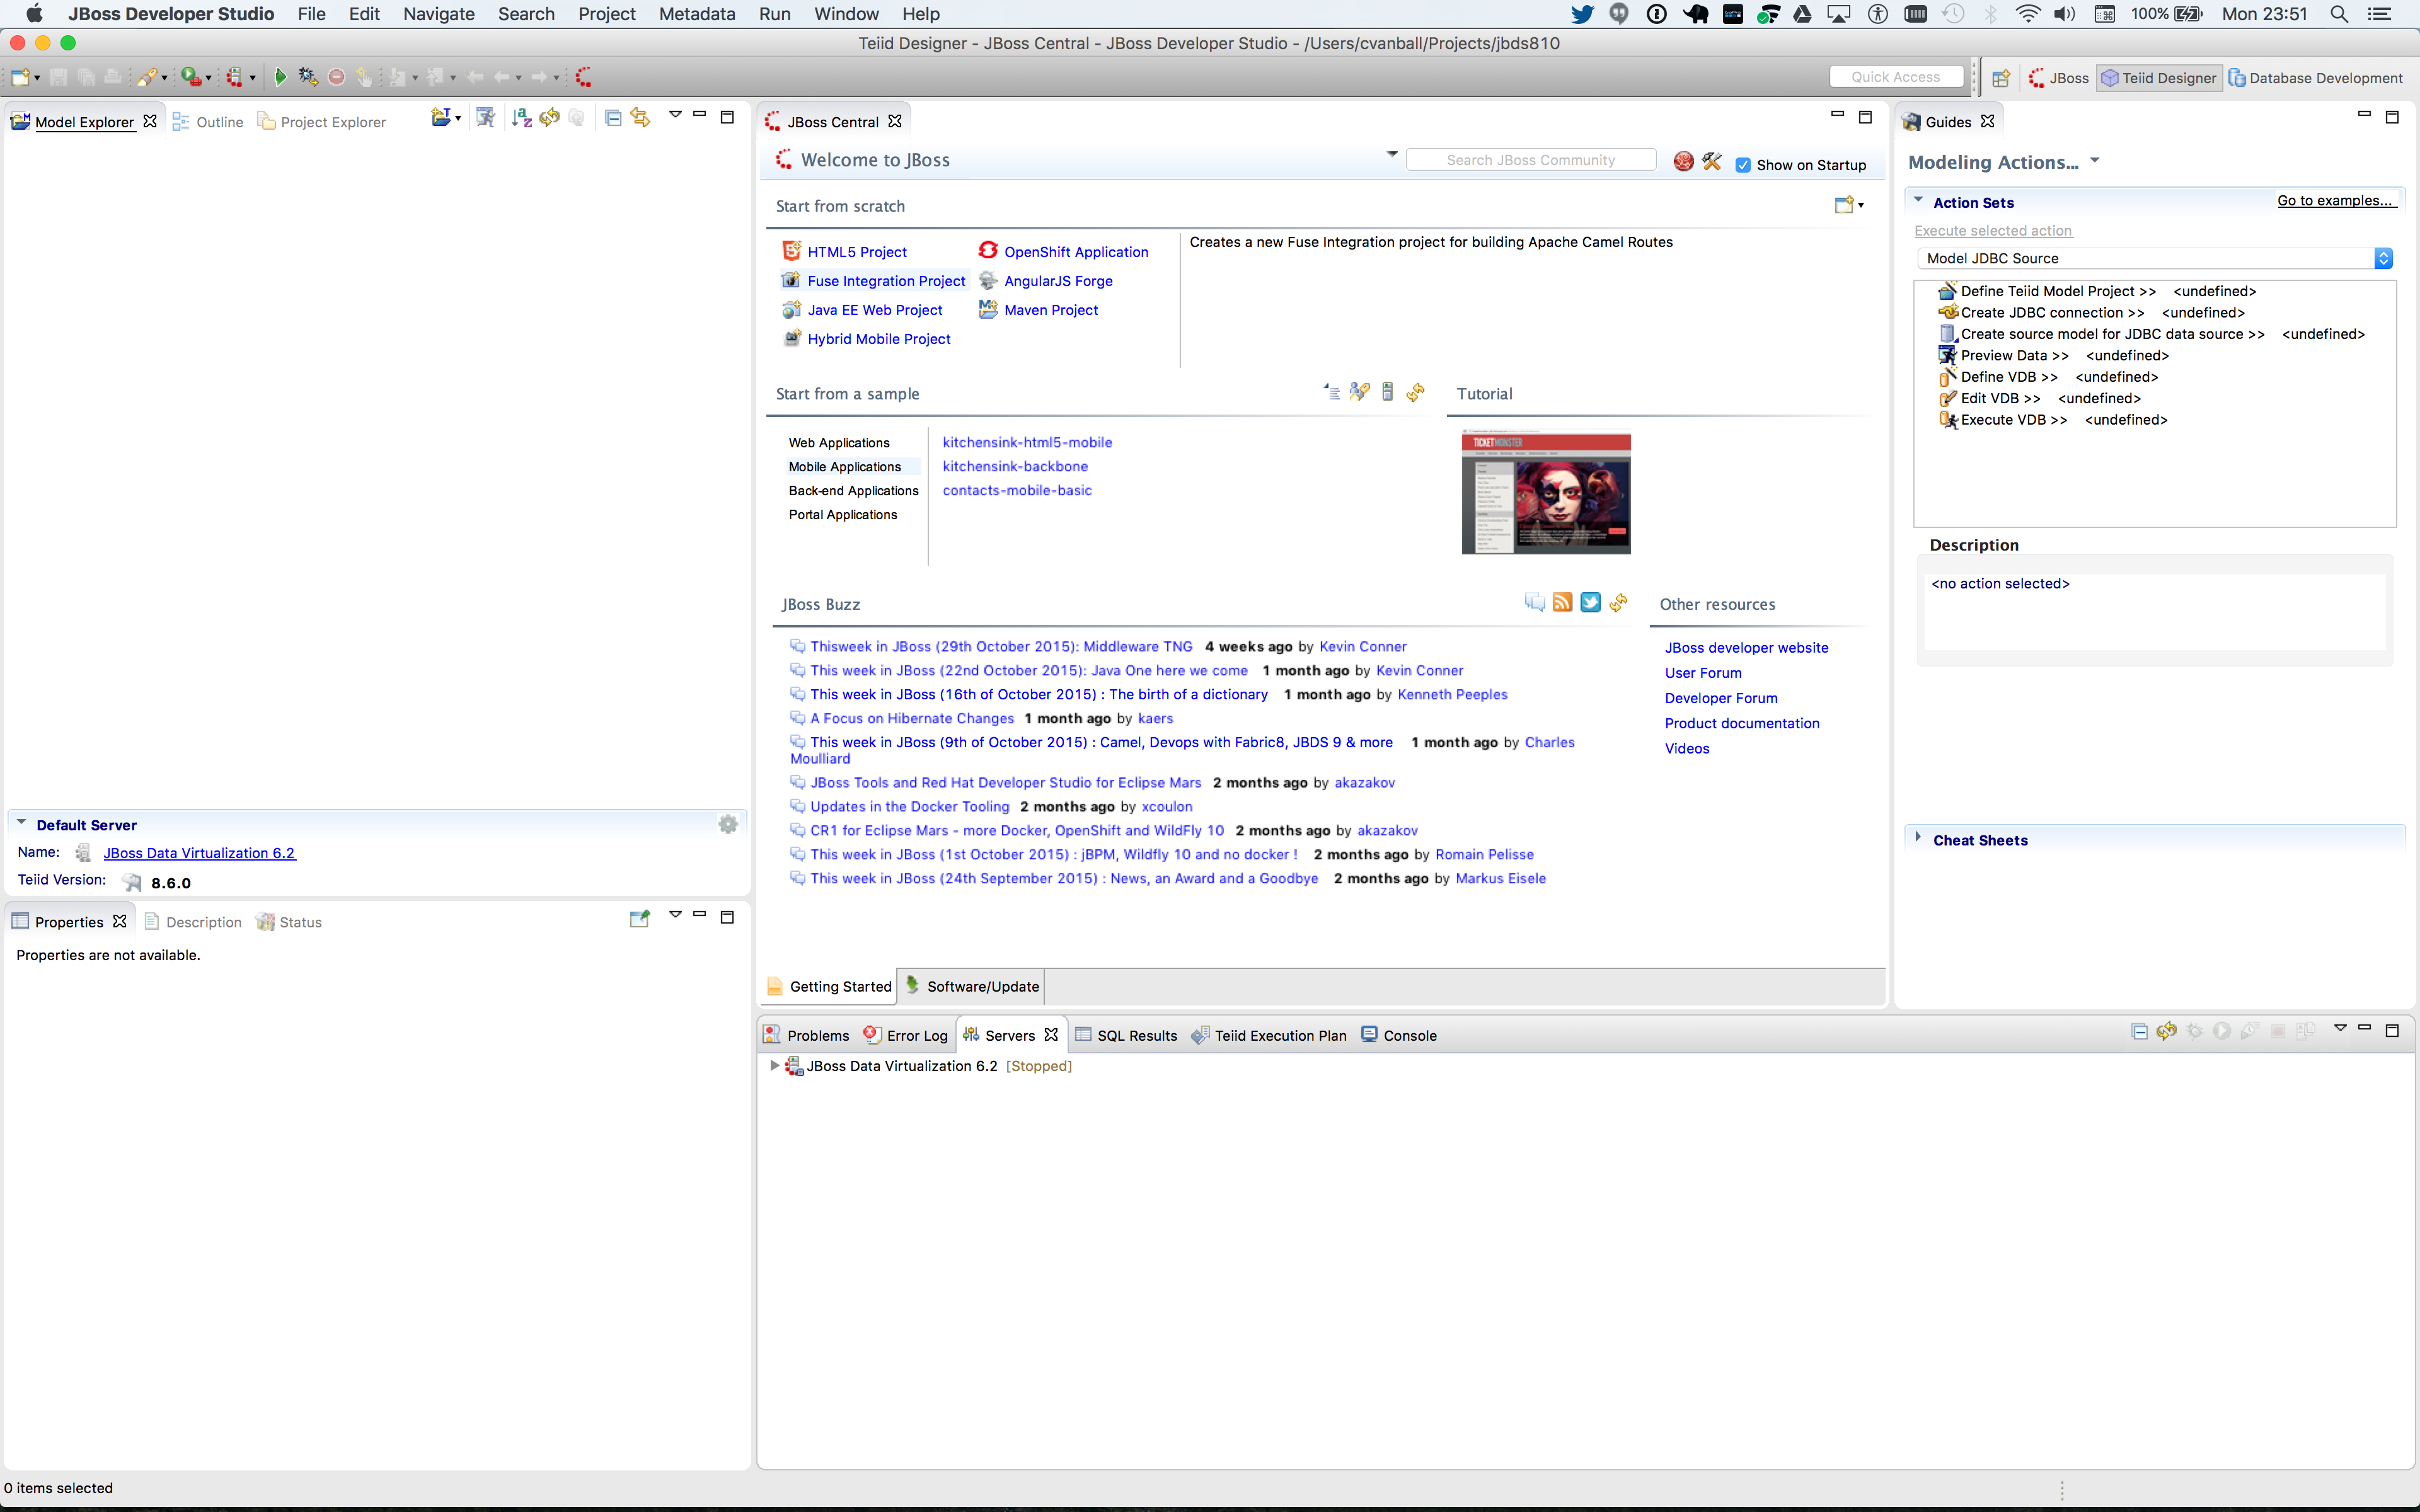 JBoss Developer Studio File Edit Navigate Search Project Metadata Run Window Help 100% Mon 23:51
Teiid Designer - JBoss Central - JBoss Developer Studio - /Users/cvanball/Projects/jbds810
Quick Access JBoss Teiid Designer Database Development
Model Explorer Outline Project Explorer
Default Server
Name: JBoss Data Virtualization 6.2
Teiid Version: 8.6.0
Properties Description Status
Properties are not available.
JBoss Central
Welcome to JBoss Search JBoss Community Show on Startup
Start from scratch
HTML5 Project OpenShift Application
Fuse Integration Project AngularJS Forge
Java EE Web Project Maven Project
Hybrid Mobile Project
Creates a new Fuse Integration project for building Apache Camel Routes
Start from a sample
Web Applications
Mobile Applications
Back-end Applications
Portal Applications
kitchensink-html5-mobile
kitchensink-backbone
contacts-mobile-basic
Tutorial
TICKETMONSTER
JBoss Buzz
Thisweek in JBoss (29th October 2015): Middleware TNG 4 weeks ago by Kevin Conner
This week in JBoss (22nd October 2015): Java One here we come 1 month ago by Kevin Conner
This week in JBoss (16th of October 2015) : The birth of a dictionary 1 month ago by Kenneth Peeples
A Focus on Hibernate Changes 1 month ago by kaers
This week in JBoss (9th of October 2015) : Camel, Devops with Fabric8, JBDS 9 & more 1 month ago by Charles
Moulliard
JBoss Tools and Red Hat Developer Studio for Eclipse Mars 2 months ago by akazakov
Updates in the Docker Tooling 2 months ago by xcoulon
CR1 for Eclipse Mars - more Docker, OpenShift and WildFly 10 2 months ago by akazakov
This week in JBoss (1st October 2015) : jBPM, Wildfly 10 and no docker ! 2 months ago by Romain Pelisse
This week in JBoss (24th September 2015) : News, an Award and a Goodbye 2 months ago by Markus Eisele
Other resources
JBoss developer website
User Forum
Developer Forum
Product documentation
Videos
Getting Started Software/Update
Guides
Modeling Actions...
Action Sets Go to examples...
Execute selected action
Model JDBC Source
Define Teiid Model Project >> <undefined>
Create JDBC connection >> <undefined>
Create source model for JDBC data source >> <undefined>
Preview Data >> <undefined>
Define VDB >> <undefined>
Edit VDB >> <undefined>
Execute VDB >> <undefined>
Description
<no action selected>
Cheat Sheets
Problems Error Log Servers SQL Results Teiid Execution Plan Console
JBoss Data Virtualization 6.2 [Stopped]
0 items selected